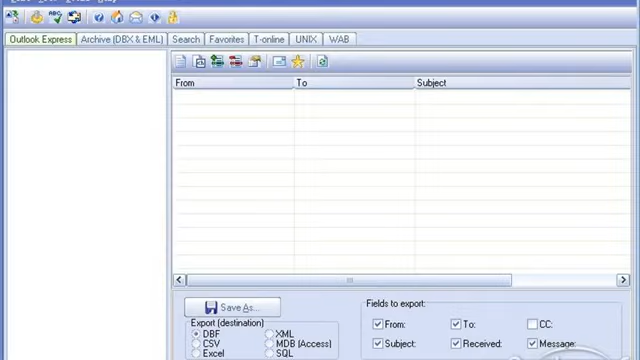 Outlook Express Archive (DBX & EML) Search Favorites T-online UNIX WAB
From To Subject
Save As...
Fields to export:
Export (destination)
From: To: CC:
DBF XML
CSV MDB (Access)
Subject: Received: Message:
Excel SQL